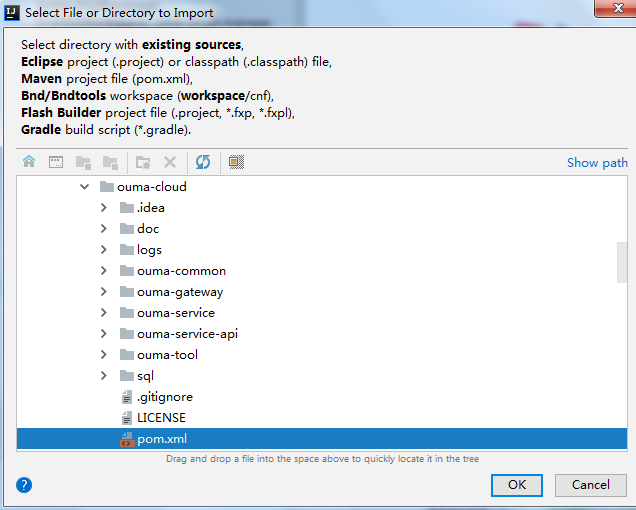 Select File or Directory to Import
Select directory with existing sources,
Eclipse project (.project) or classpath (.classpath) file,
Maven project file (pom.xml),
Bnd/Bndtools workspace (workspace/cnf),
Flash Builder project file (.project, *.fxp, *.fxpl),
Gradle build script (*.gradle).
Show path
ouma-cloud
.idea
doc
logs
ouma-common
ouma-gateway
ouma-service
ouma-service-api
ouma-tool
sql
.gitignore
LICENSE
pom.xml
Drag and drop a file into the space above to quickly locate it in the tree
?
OK
Cancel